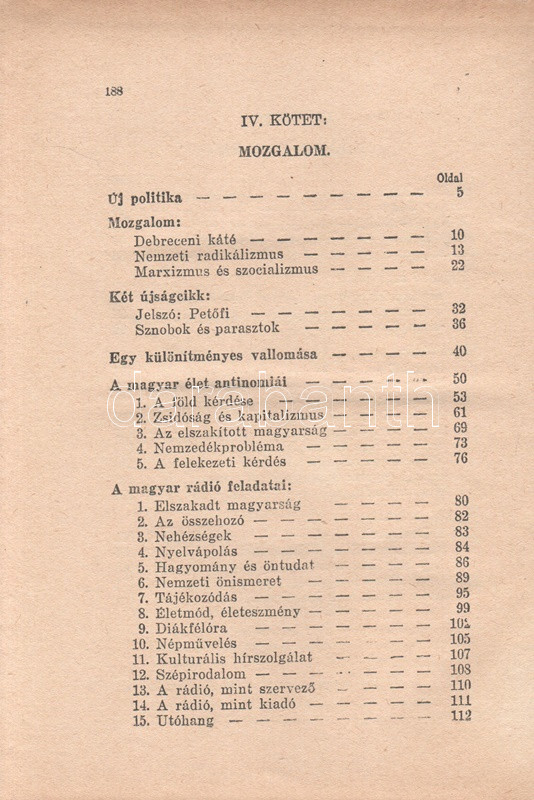 188
IV. KÖTET:
MOZGALOM.
Oldal
Új politika — — — — — — — — — 5
Mozgalom:
Debreceni káté — — — — — — — 10
Nemzeti radikálizmus — — — — — 13
Marxizmus és szocializmus — — — — 22
Két újságcikk:
Jelszó: Petőfi — — — — — — — 32
Sznobok és parasztok — — — — — 36
Egy különítményes vallomása — — — — 40
A magyar élet antinomiái — — — — — 50
1. A föld kérdése — — — — — — — 53
2. Zsidóság és kapitalizmus — — — — 61
3. Az elszakított magyarság — — — — 69
4. Nemzedékprobléma — — — — — 73
5. A felekezeti kérdés — — — — — 76
A magyar rádió feladatai:
1. Elszakadt magyarság — — — — — 80
2. Az összehozó — — — — — — — 82
3. Nehézségek — — — — — — — 83
4. Nyelvápolás — — — — — — — 84
5. Hagyomány és öntudat — — — — — 86
6. Nemzeti önismeret — — — — — — 89
7. Tájékozódás — — — — — — — 95
8. Életmód, életeszmény — — — — — 99
9. Diákfélóra — — — — — — — — 102
10. Népművelés — — — — — — — 105
11. Kulturális hírszolgálat — — — — — 107
12. Szépirodalom — — — — — — — 108
13. A rádió, mint szervező — — — — 110
14. A rádió, mint kiadó — — — — — 111
15. Utóhang — — — — — — — — 112
darabanth